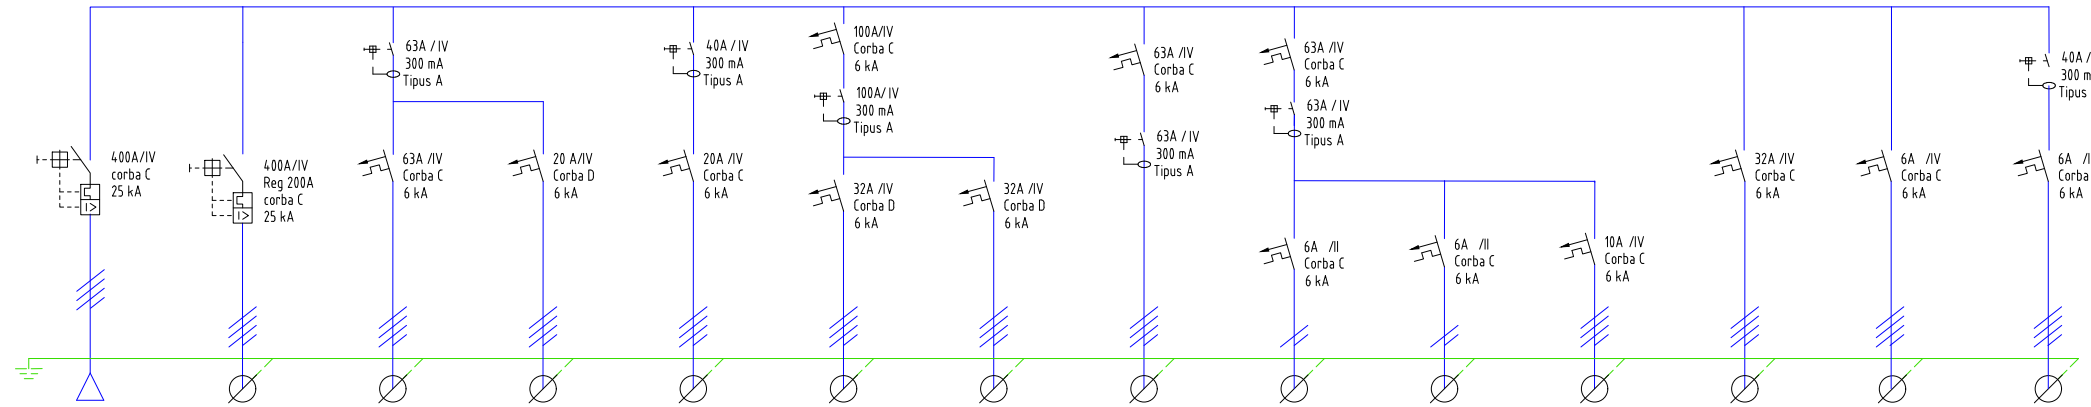 400A/IV
corba C
25 kA
400A/IV
Reg 200A
corba C
25 kA
63A /IV
300 mA
Tipus A
63A /IV
Corba C
6 kA
20 A/IV
Corba D
6 kA
40A /IV
300 mA
Tipus A
20A /IV
Corba C
6 kA
100A/IV
Corba C
6 kA
100A/IV
300 mA
Tipus A
32A /IV
Corba D
6 kA
32A /IV
Corba D
6 kA
63A /IV
Corba C
6 kA
63A /IV
300 mA
Tipus A
63A /IV
Corba C
6 kA
63A /IV
300 mA
Tipus A
6A /II
Corba C
6 kA
6A /II
Corba C
6 kA
10A /IV
Corba C
6 kA
32A /IV
Corba C
6 kA
6A /IV
Corba C
6 kA
40A /
300 m
Tipus
6A /I
Corba
6 kA